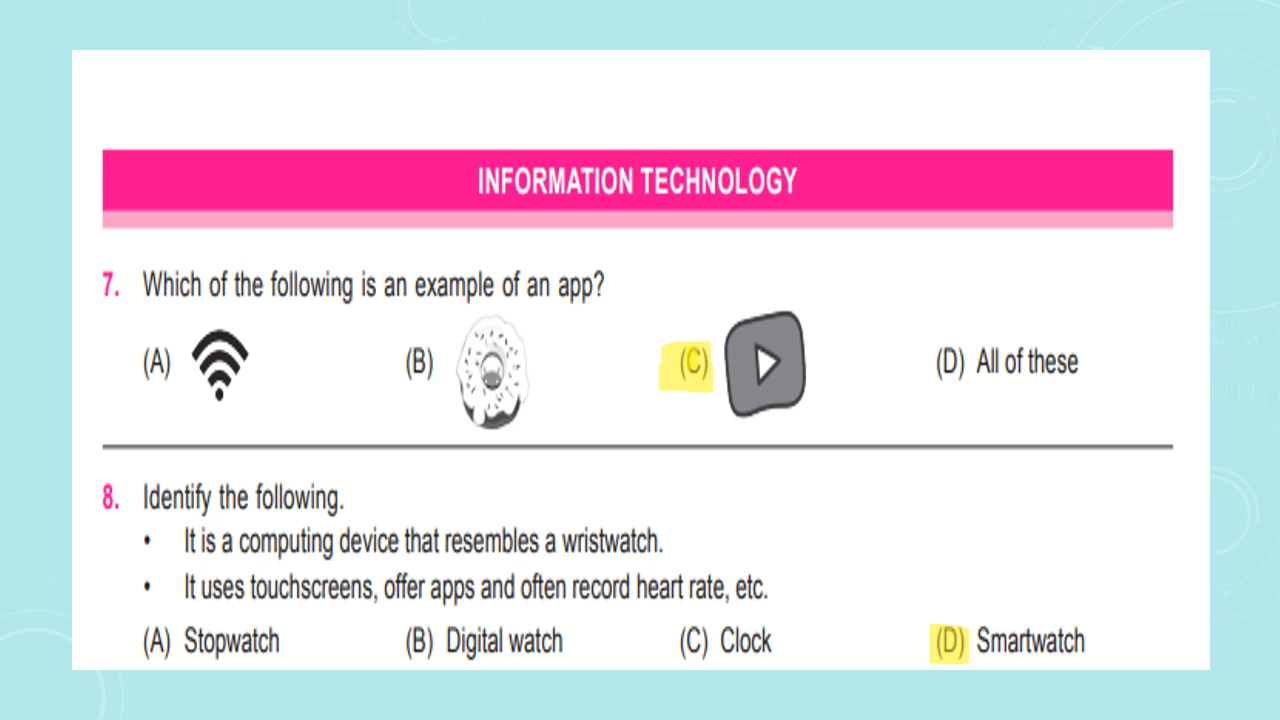 INFORMATION TECHNOLOGY
7. Which of the following is an example of an app?
(A) (B) (C) (D) All of these
8. Identify the following.
• It is a computing device that resembles a wristwatch.
• It uses touchscreens, offer apps and often record heart rate, etc.
(A) Stopwatch (B) Digital watch (C) Clock (D) Smartwatch